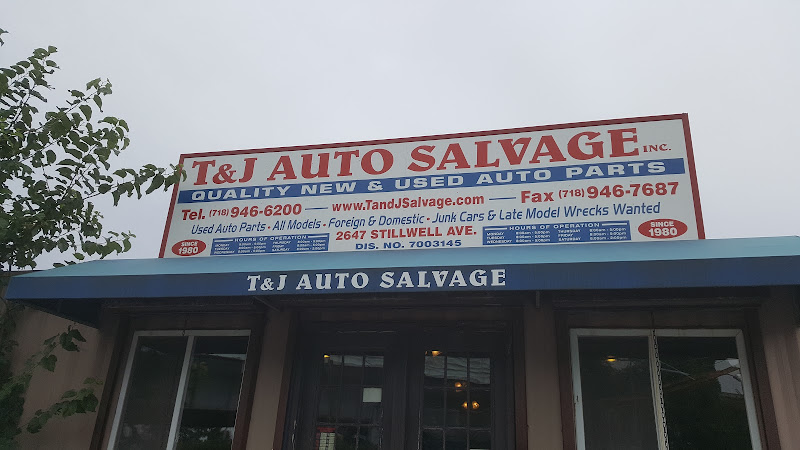 T&J AUTO SALVAGE INC.
QUALITY NEW & USED AUTO PARTS
Tel. (718) 946-6200 — www.TandJSalvage.com — Fax (718) 946-7687
Used Auto Parts · All Models · Foreign & Domestic · Junk Cars & Late Model Wrecks Wanted
SINCE 1980
HOURS OF OPERATION
2647 STILLWELL AVE.
DIS. NO. 7003145
HOURS OF OPERATION
SINCE 1980
T&J AUTO SALVAGE